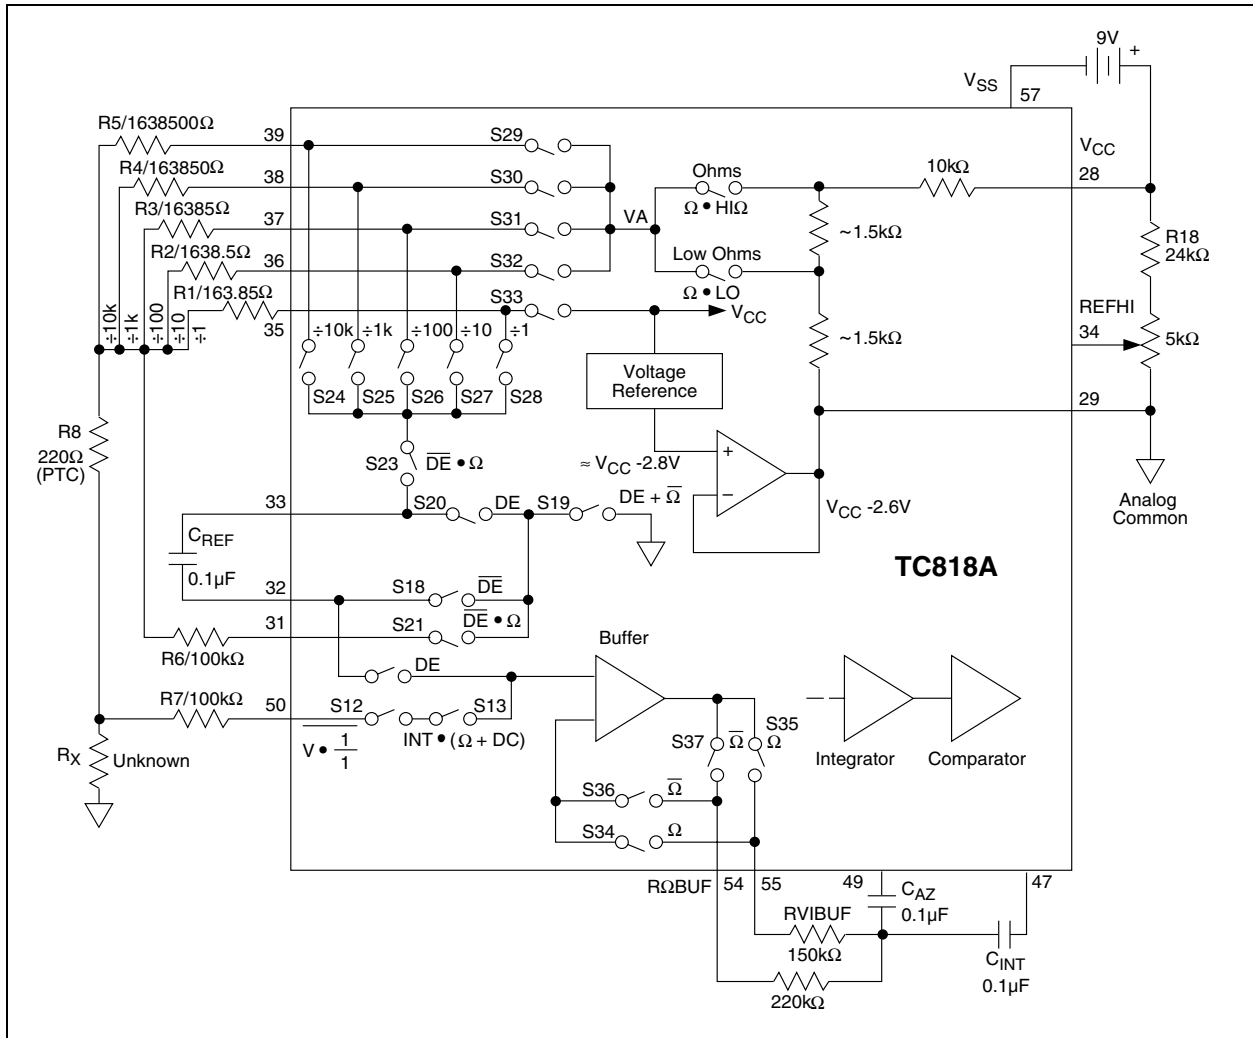 9V
+
VSS
57
R5/1638500Ω
39
S29
VCC
R4/163850Ω
38
S30
Ohms
10kΩ
28
Ω • HIΩ
R3/16385Ω
37
S31
VA
~1.5kΩ
R18
24kΩ
R2/1638.5Ω
36
S32
Low Ohms
Ω • LO
R1/163.85Ω
35
S33
VCC
REFHI
34
5kΩ
÷10k
÷1k
÷100
÷10
÷1
÷10k
÷1k
÷100
÷10
÷1
~1.5kΩ
Voltage
Reference
S24
S25
S26
S27
S28
29
R8
220Ω
(PTC)
S23
D̅E̅ • Ω
≈ VCC -2.8V
+
−
VCC -2.6V
Analog
Common
33
S20
DE
S19
DE + Ω̅
CREF
0.1µF
TC818A
32
S18
D̅E̅
D̅E̅ • Ω
31
S21
R6/100kΩ
Buffer
DE
R7/100kΩ
50
S12
S13
V • 1/1
INT • (Ω + DC)
S37
Ω̅
S35
Ω
Integrator
Comparator
RX
Unknown
S36
Ω̅
S34
Ω
RΩBUF
54
55
49
47
CAZ
0.1µF
RVIBUF
150kΩ
CINT
0.1µF
220kΩ